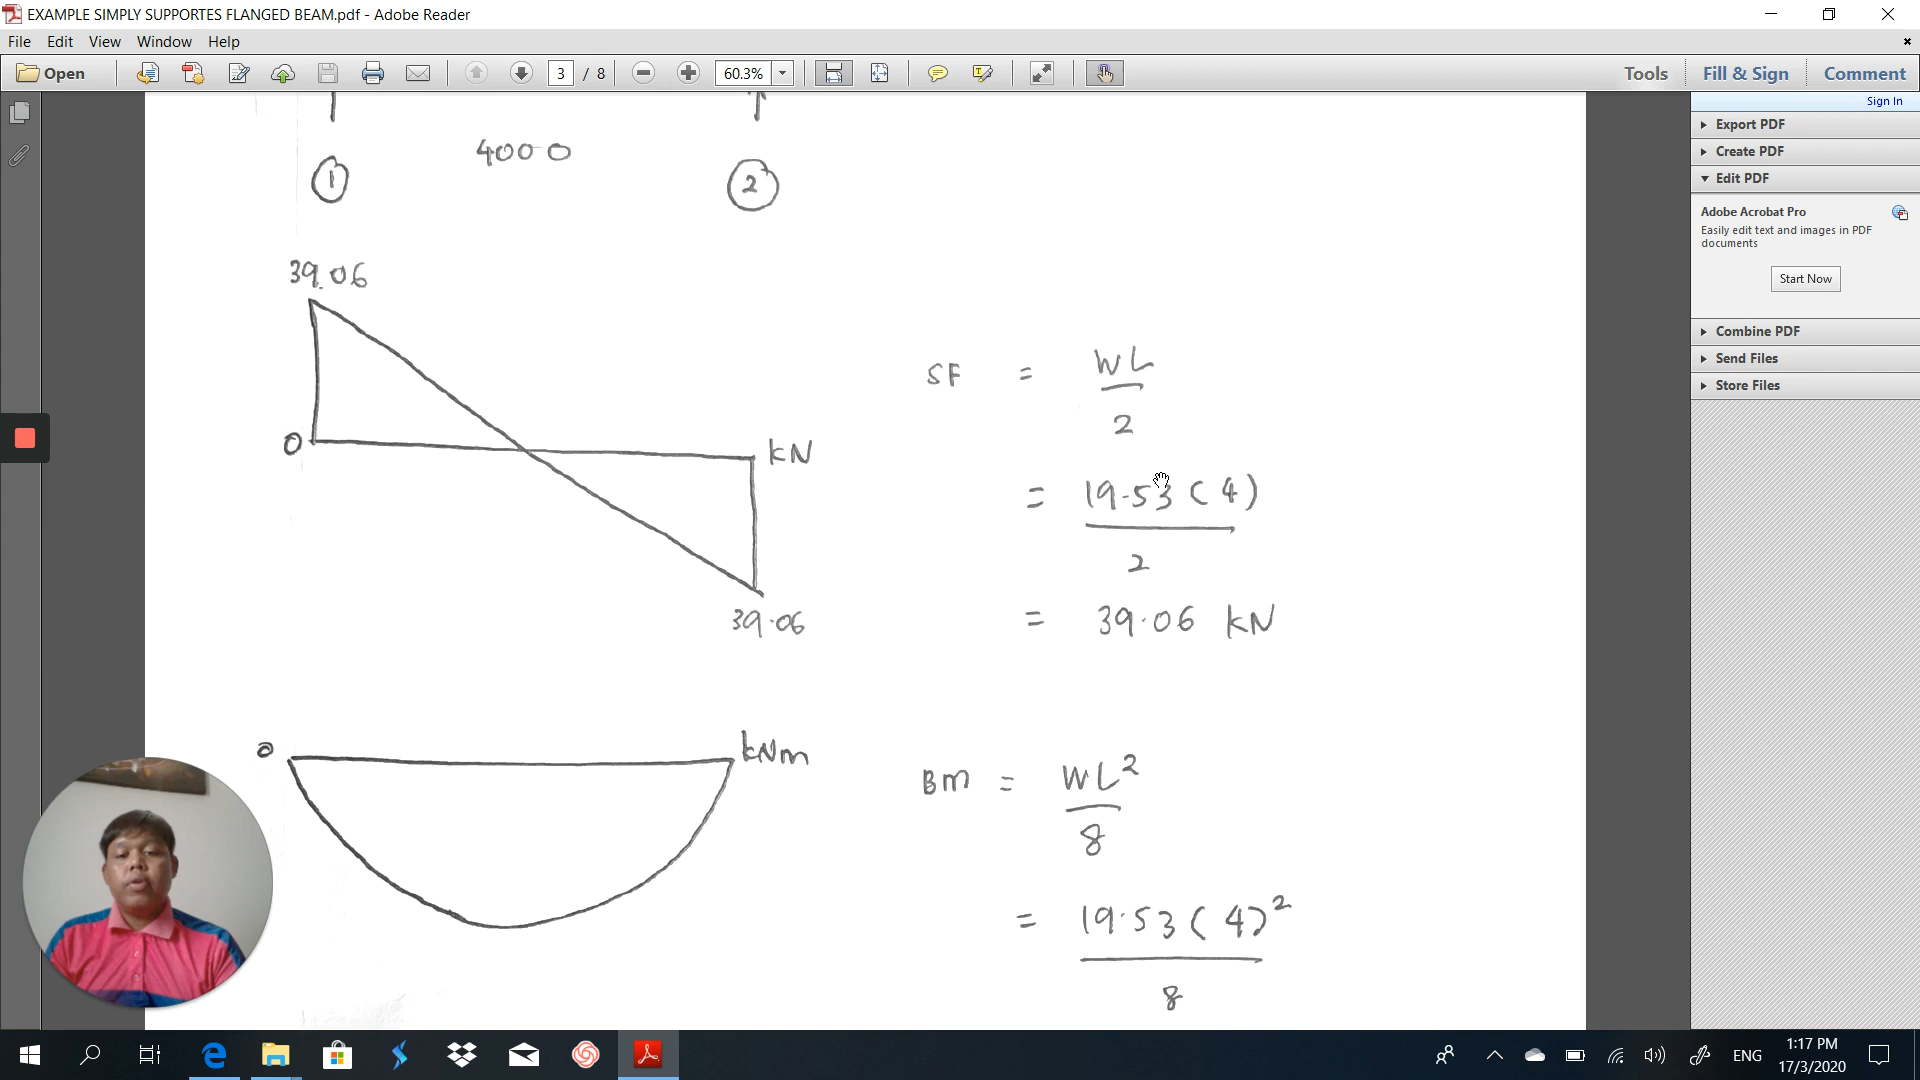 EXAMPLE SIMPLY SUPPORTES FLANGED BEAM.pdf - Adobe Reader
File Edit View Window Help
Open 3 / 8 60.3% Tools Fill & Sign Comment
Sign In
Export PDF
Create PDF
Edit PDF
Adobe Acrobat Pro
Easily edit text and images in PDF
documents
Start Now
Combine PDF
Send Files
Store Files
4000
1 2
39.06
0 kN
39.06
SF = WL
2
= 19.53 (4)
2
= 39.06 kN
0 kNm
BM = WL²
8
= 19.53 (4)²
8
ENG
1:17 PM
17/3/2020